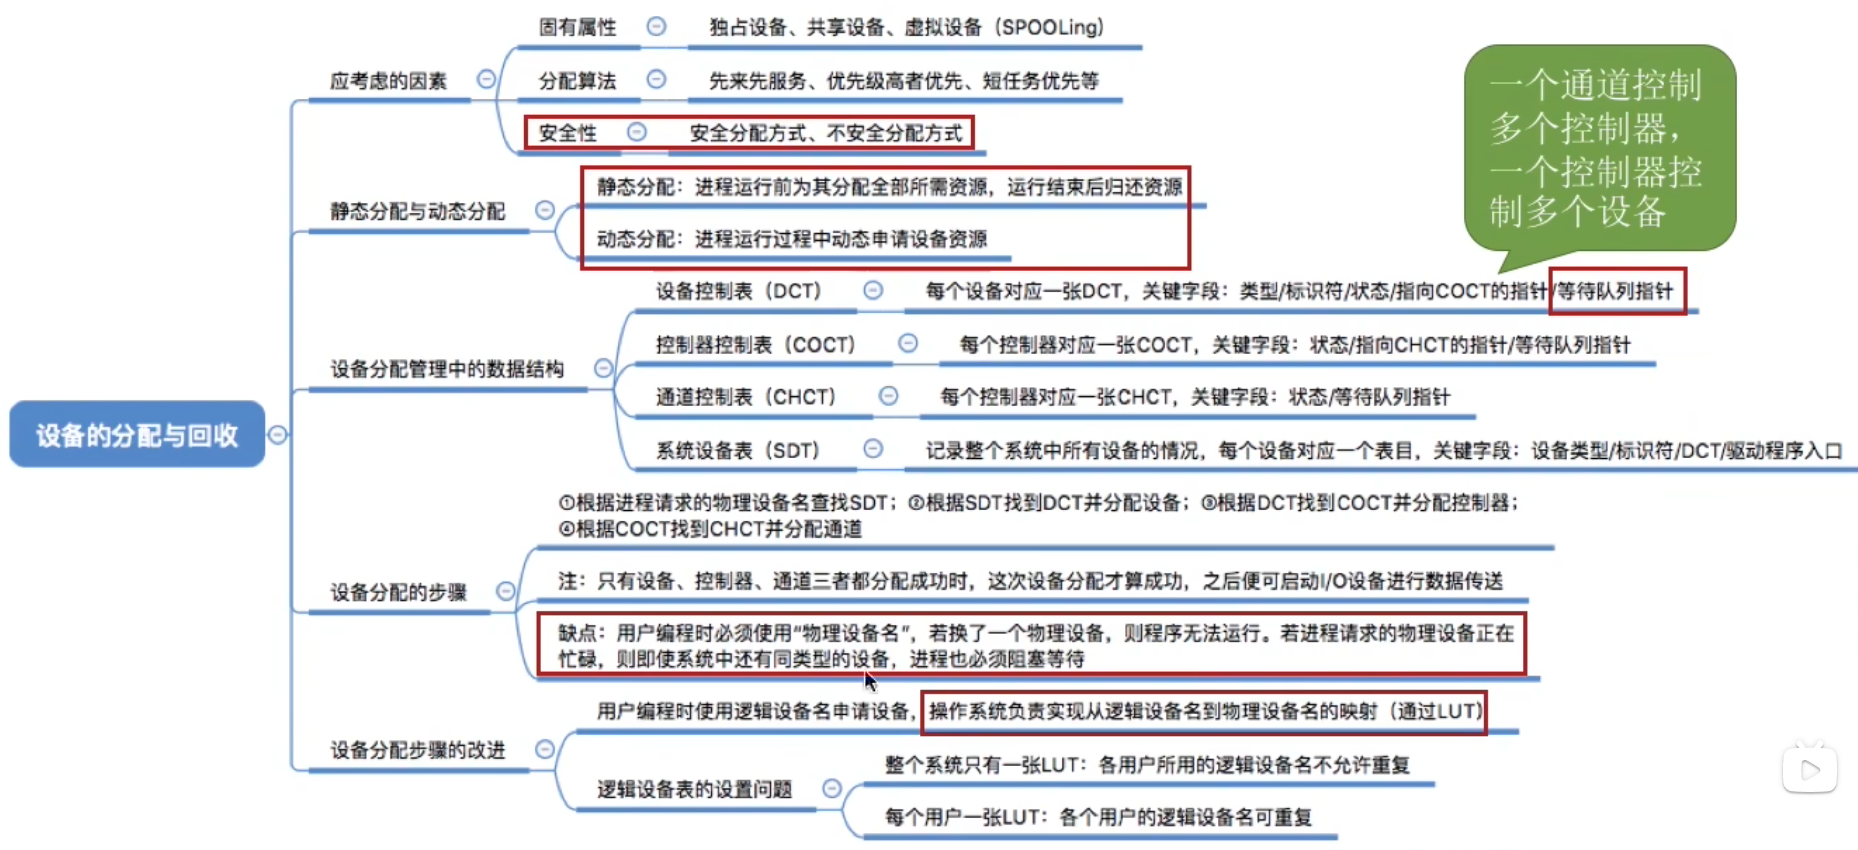 固有属性
独占设备、共享设备、虚拟设备（SPOOLing）
应考虑的因素
分配算法
先来先服务、优先级高者优先、短任务优先等
安全性
安全分配方式、不安全分配方式
静态分配与动态分配
静态分配：进程运行前为其分配全部所需资源，运行结束后归还资源
动态分配：进程运行过程中动态申请设备资源
一个通道控制
多个控制器，
一个控制器控
制多个设备
设备分配管理中的数据结构
设备控制表（DCT）
每个设备对应一张DCT，关键字段：类型/标识符/状态/指向COCT的指针/等待队列指针
控制器控制表（COCT）
每个控制器对应一张COCT，关键字段：状态/指向CHCT的指针/等待队列指针
通道控制表（CHCT）
每个控制器对应一张CHCT，关键字段：状态/等待队列指针
系统设备表（SDT）
记录整个系统中所有设备的情况，每个设备对应一个表目，关键字段：设备类型/标识符/DCT/驱动程序入口
设备的分配与回收
设备分配的步骤
①根据进程请求的物理设备名查找SDT；②根据SDT找到DCT并分配设备；③根据DCT找到COCT并分配控制器；
④根据COCT找到CHCT并分配通道
注：只有设备、控制器、通道三者都分配成功时，这次设备分配才算成功，之后便可启动I/O设备进行数据传送
缺点：用户编程时必须使用“物理设备名”，若换了一个物理设备，则程序无法运行。若进程请求的物理设备正在
忙碌，则即使系统中还有同类型的设备，进程也必须阻塞等待
设备分配步骤的改进
用户编程时使用逻辑设备名申请设备，操作系统负责实现从逻辑设备名到物理设备名的映射（通过LUT）
逻辑设备表的设置问题
整个系统只有一张LUT：各用户所用的逻辑设备名不允许重复
每个用户一张LUT：各个用户的逻辑设备名可重复